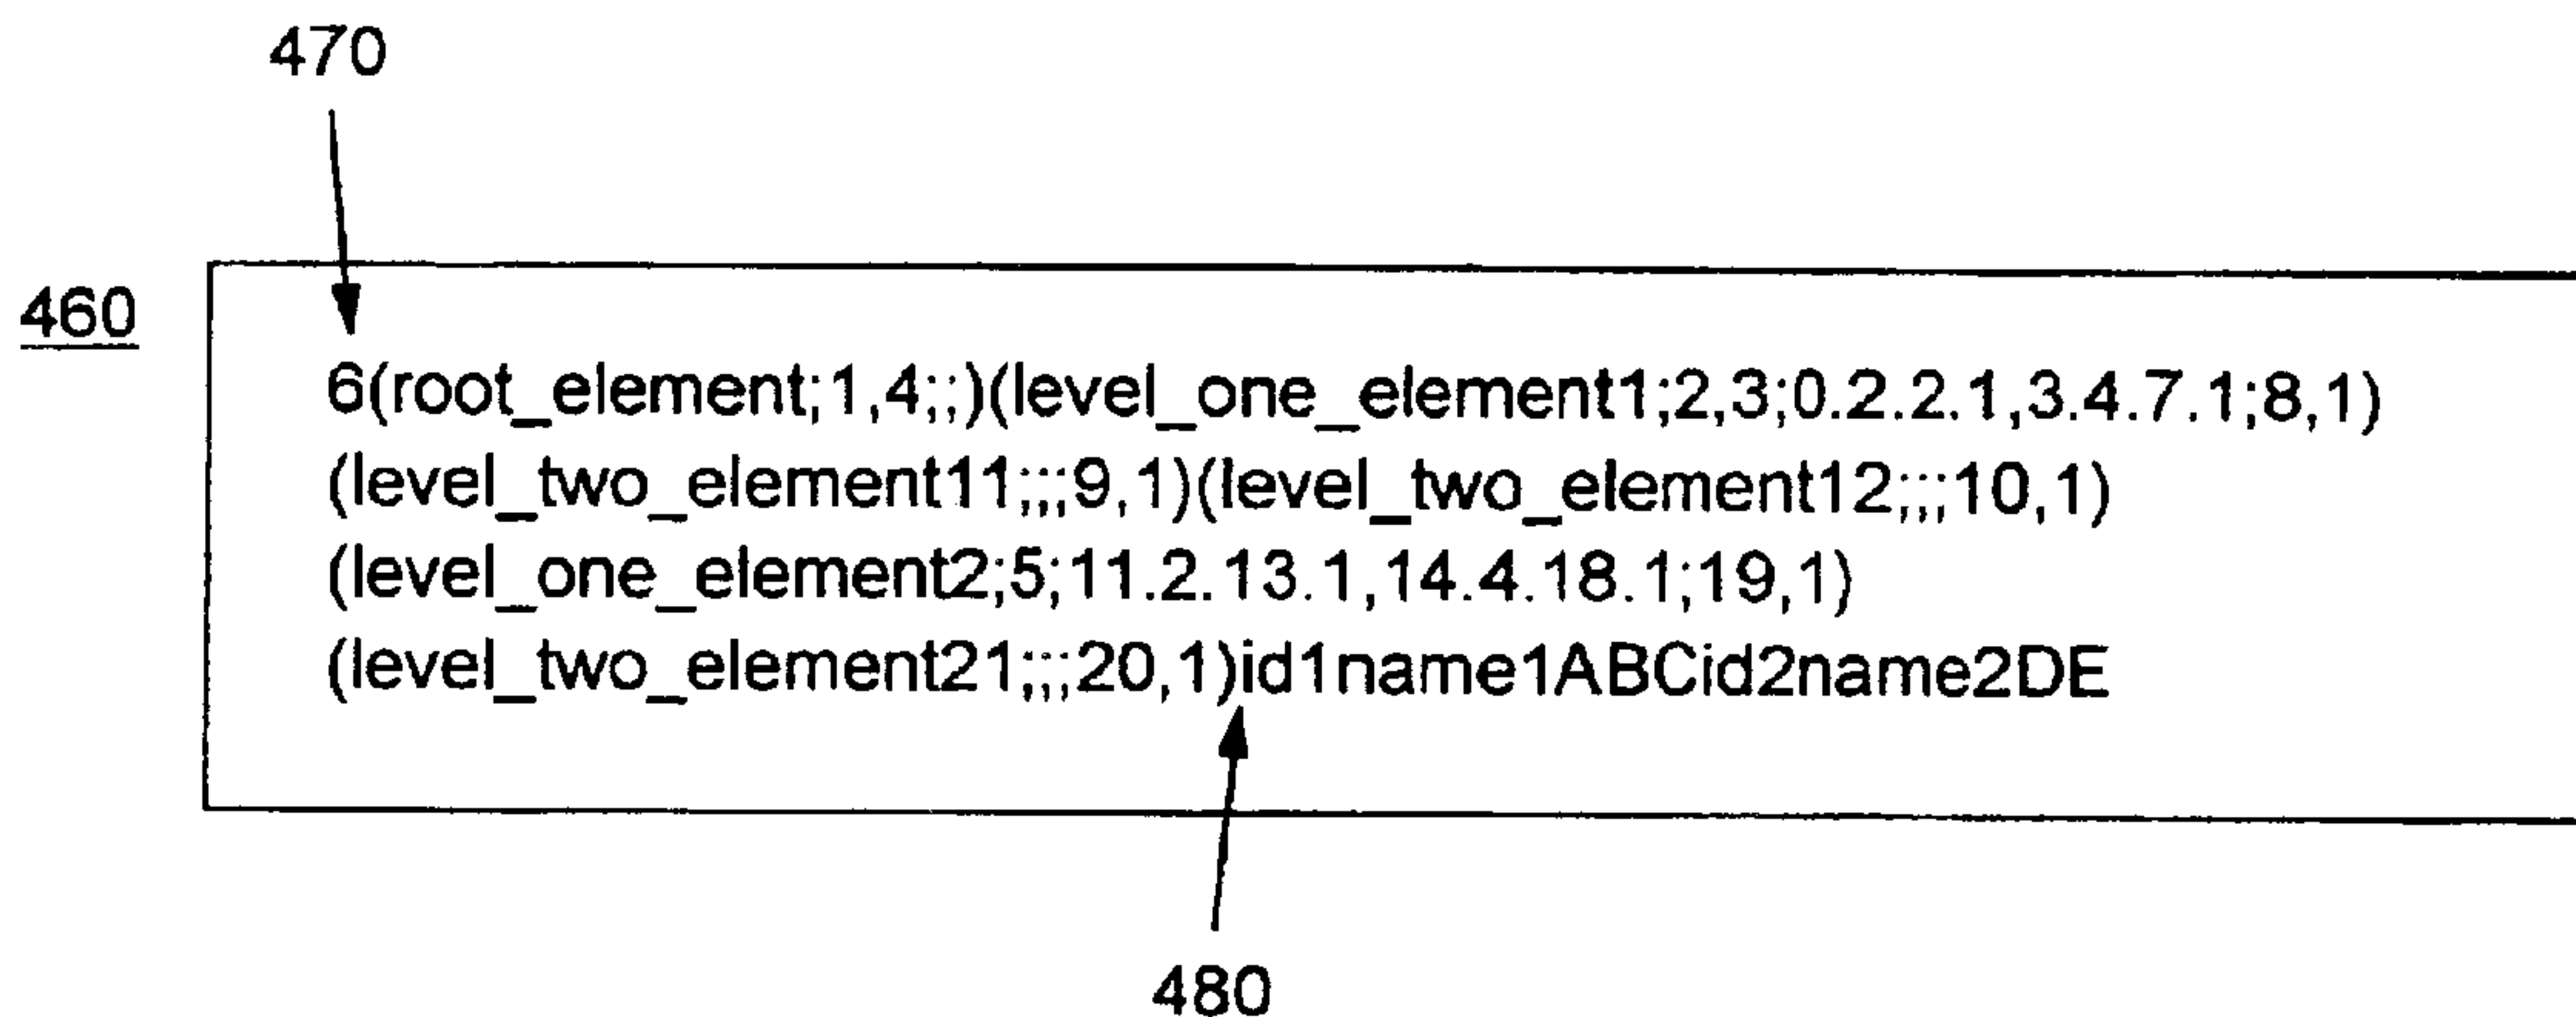 470
460
6(root_element;1,4;;)(level_one_element1;2,3;0.2.2.1,3.4.7.1;8,1)
(level_two_element11;;;9,1)(level_two_element12;;;10,1)
(level_one_element2;5;11.2.13.1,14.4.18.1;19,1)
(level_two_element21;;;20,1)id1name1ABCid2name2DE
480